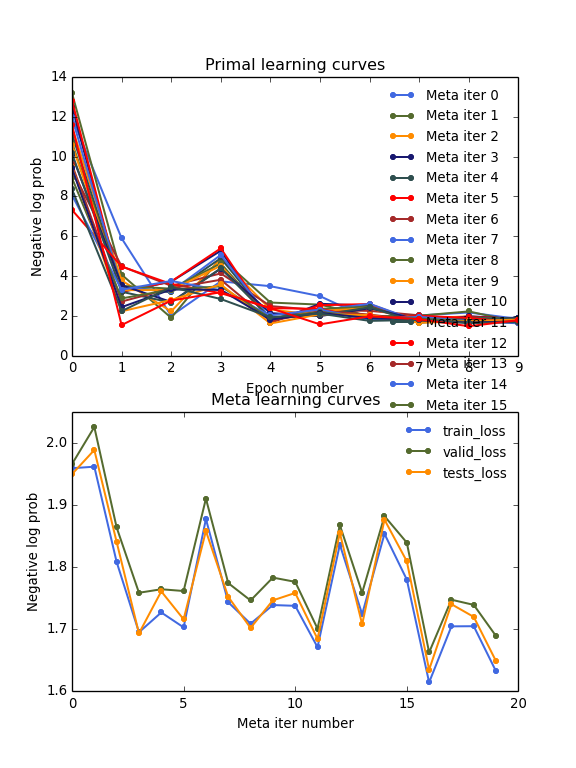 Primal learning curves
14
12
10
8
6
4
2
0
Negative log prob
Meta iter 0
Meta iter 1
Meta iter 2
Meta iter 3
Meta iter 4
Meta iter 5
Meta iter 6
Meta iter 7
Meta iter 8
Meta iter 9
Meta iter 10
Meta iter 11
Meta iter 12
Meta iter 13
Meta iter 14
Meta iter 15
0 1 2 3 4 5 6 7 8 9
Epoch number
Meta learning curves
2.0
1.9
1.8
1.7
1.6
Negative log prob
train_loss
valid_loss
tests_loss
0 5 10 15 20
Meta iter number